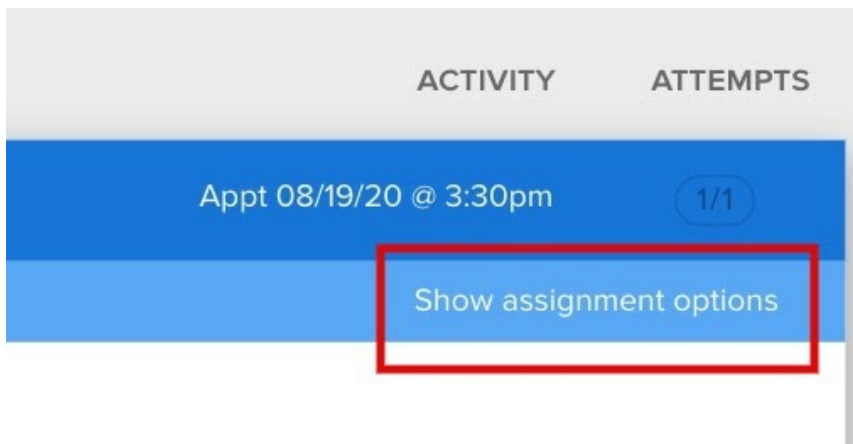 ACTIVITY ATTEMPTS
Appt 08/19/20 @ 3:30pm 1/1
Show assignment options